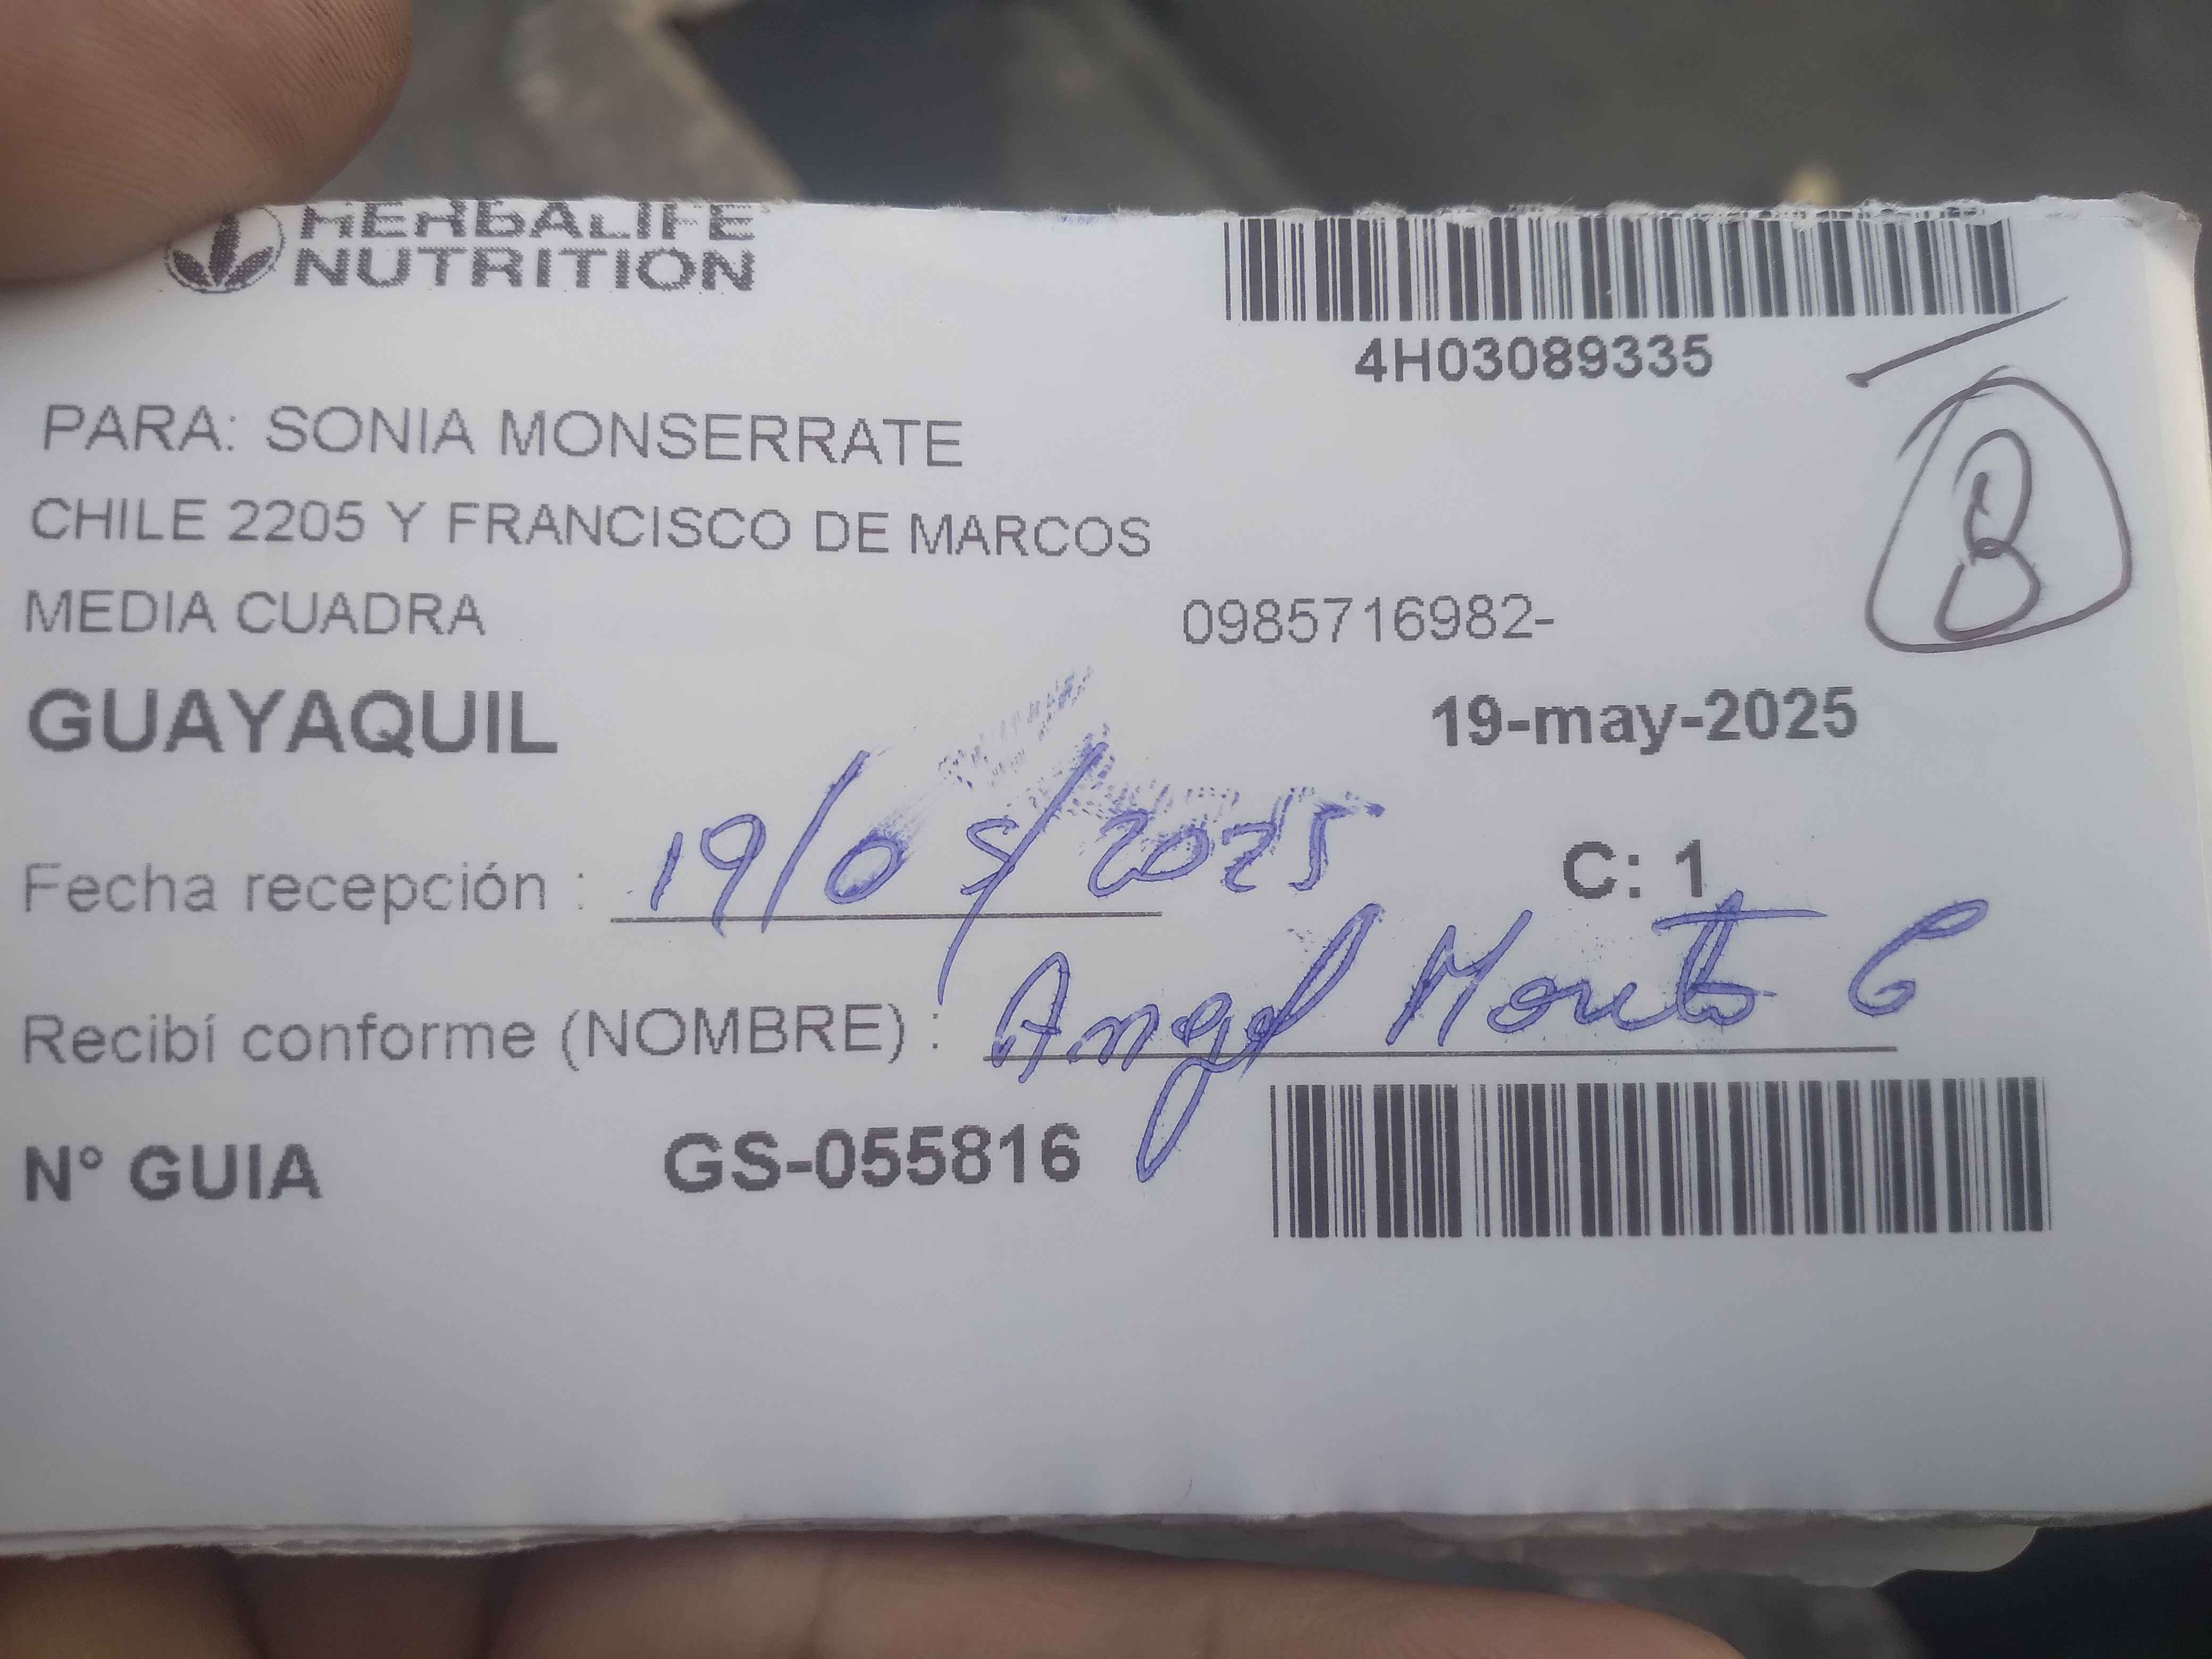 HERBALIFE
NUTRITION
4H03089335
PARA: SONIA MONSERRATE
CHILE 2205 Y FRANCISCO DE MARCOS
MEDIA CUADRA 0985716982-
B
GUAYAQUIL 19-may-2025
Fecha recepción : 19/05/2025 C: 1
Recibí conforme (NOMBRE) : Angel
N° GUIA GS-055816